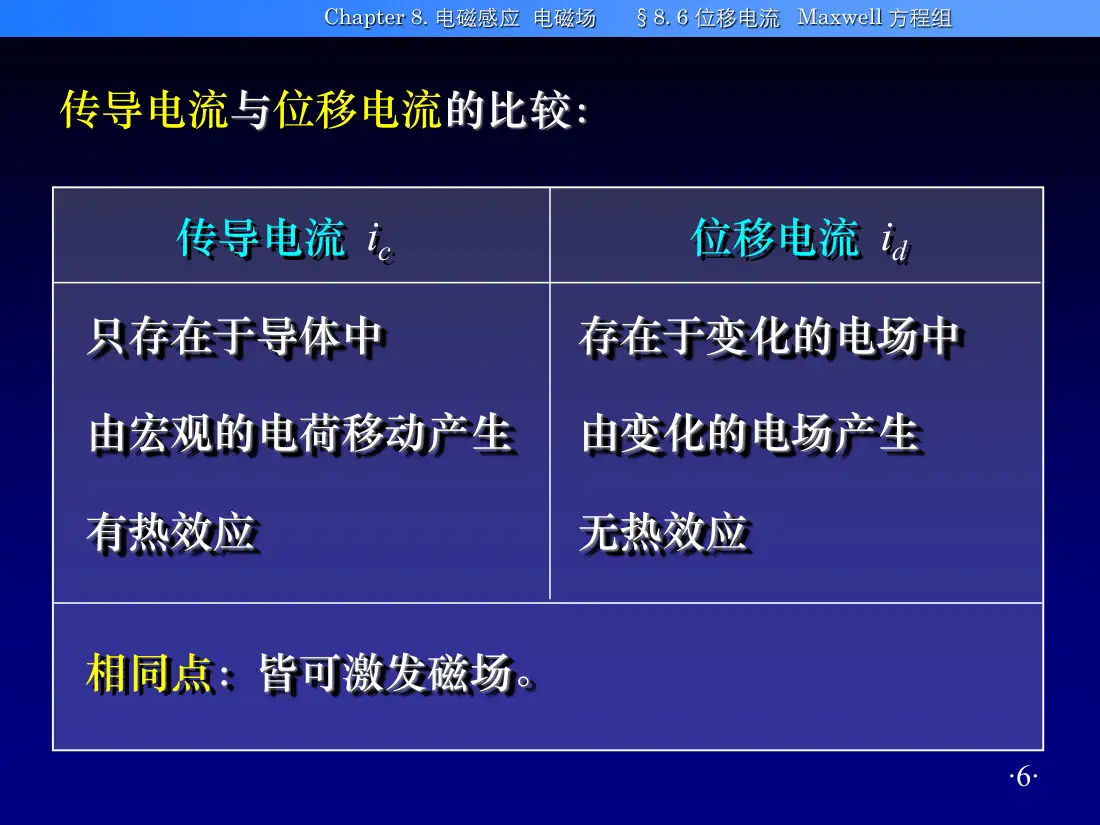 Chapter 8. 电磁感应 电磁场 §8. 6 位移电流 Maxwell 方程组
传导电流与位移电流的比较：
传导电流 ic
位移电流 id
只存在于导体中
存在于变化的电场中
由宏观的电荷移动产生
由变化的电场产生
有热效应
无热效应
相同点：皆可激发磁场。
·6·